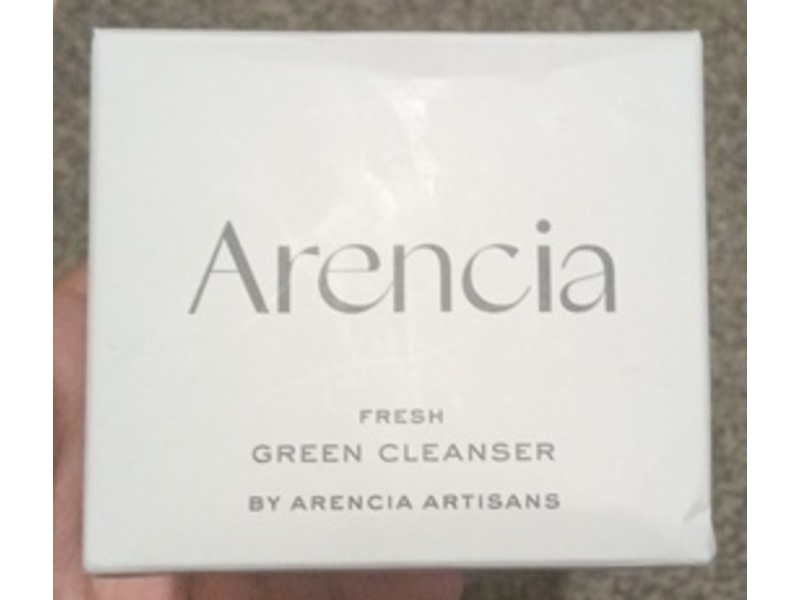 Arencia
FRESH
GREEN CLEANSER
BY ARENCIA ARTISANS